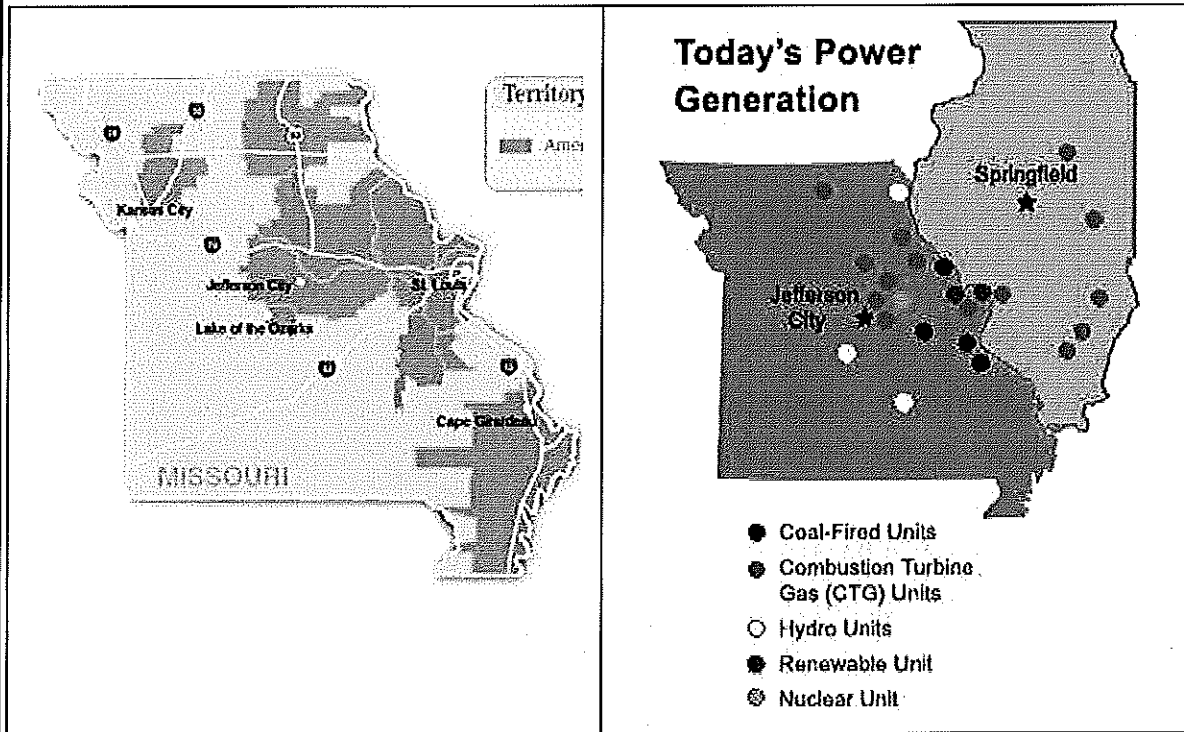 Territory
Amer
Kansas City
Jefferson City
St. Louis
Lake of the Ozarks
Cape Girardeau
MISSOURI
Today's Power
Generation
Springfield
Jefferson
City
Coal-Fired Units
Combustion Turbine
Gas (CTG) Units
Hydro Units
Renewable Unit
Nuclear Unit